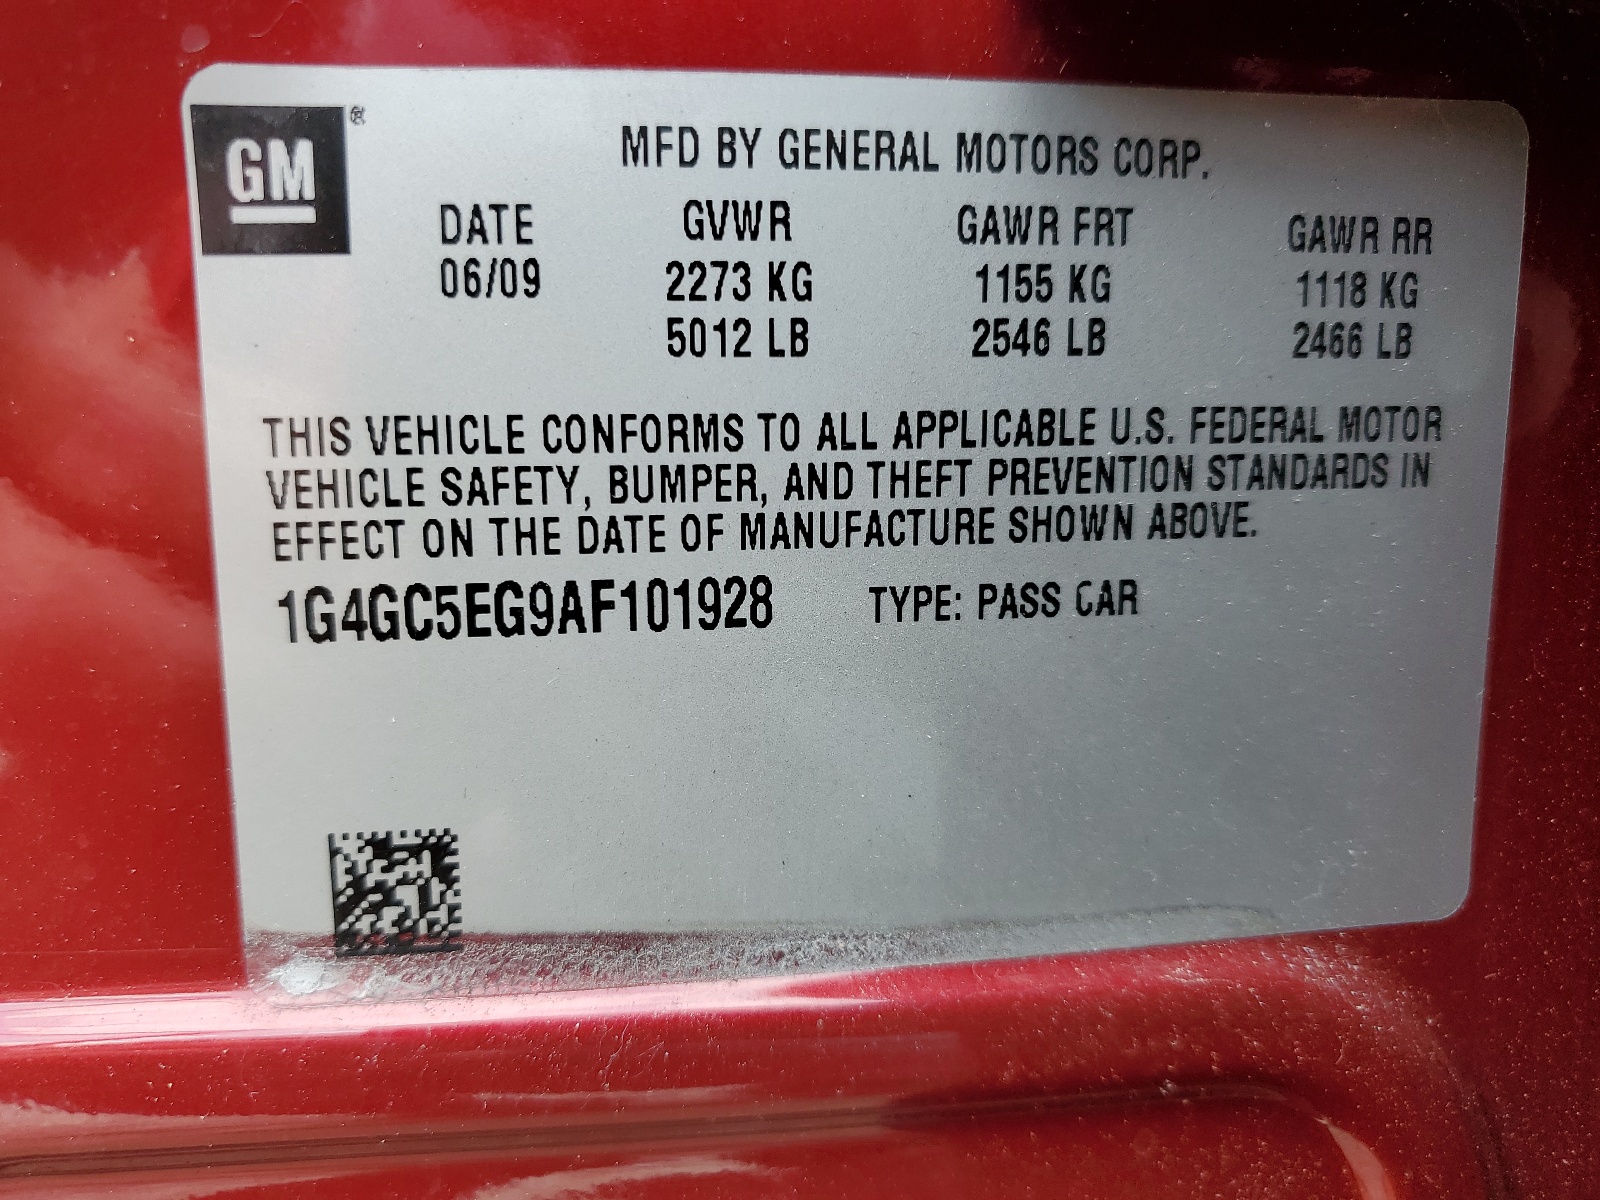 GM®
MFD BY GENERAL MOTORS CORP.
DATE GVWR GAWR FRT GAWR RR
06/09 2273 KG 1155 KG 1118 KG
5012 LB 2546 LB 2466 LB
THIS VEHICLE CONFORMS TO ALL APPLICABLE U.S. FEDERAL MOTOR
VEHICLE SAFETY, BUMPER, AND THEFT PREVENTION STANDARDS IN
EFFECT ON THE DATE OF MANUFACTURE SHOWN ABOVE.
1G4GC5EG9AF101928 TYPE: PASS CAR